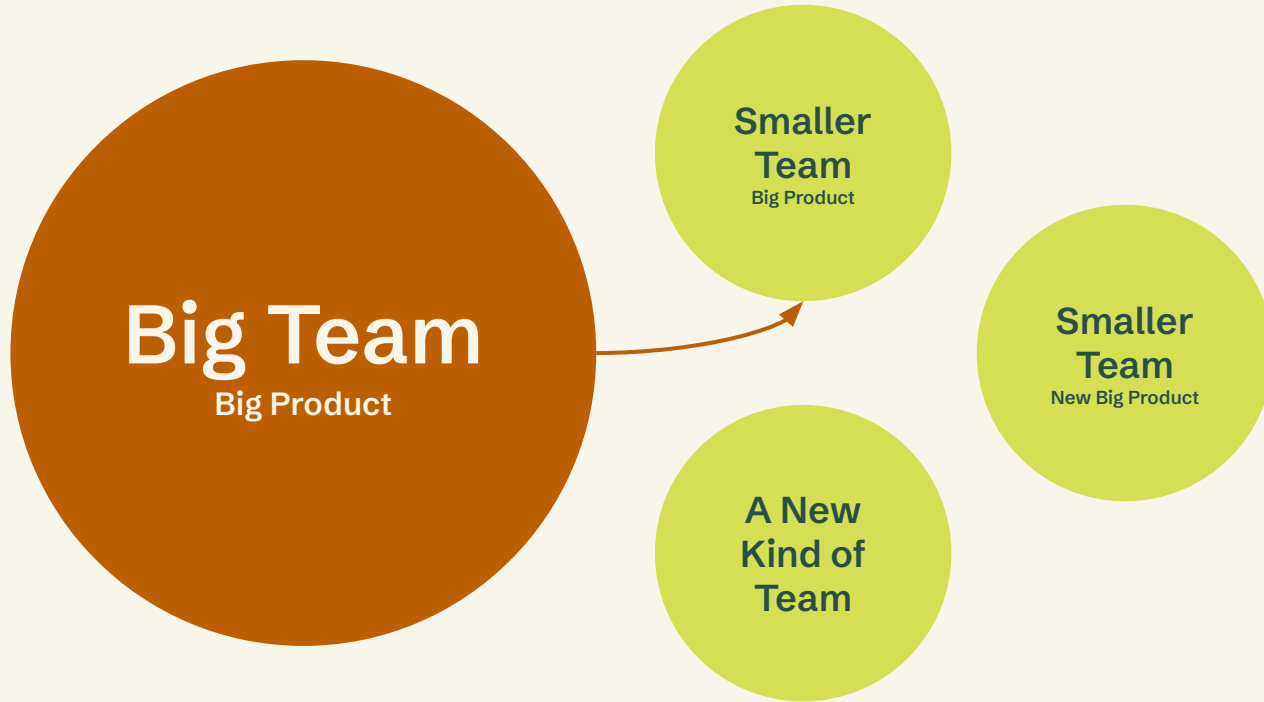 Big Team
Big Product
Smaller
Team
Big Product
Smaller
Team
New Big Product
A New
Kind of
Team